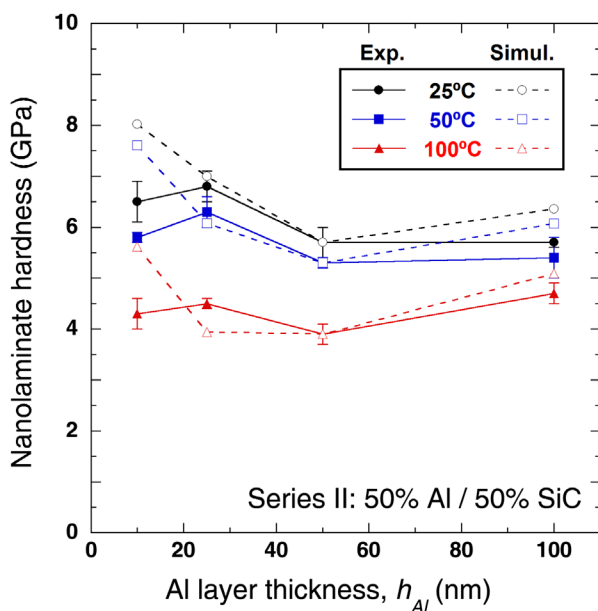 10
8
6
4
2
0
Nanolaminate hardness (GPa)
Exp. Simul.
25ºC
50ºC
100ºC
Series II: 50% Al / 50% SiC
0 20 40 60 80 100
Al layer thickness, h_Al (nm)